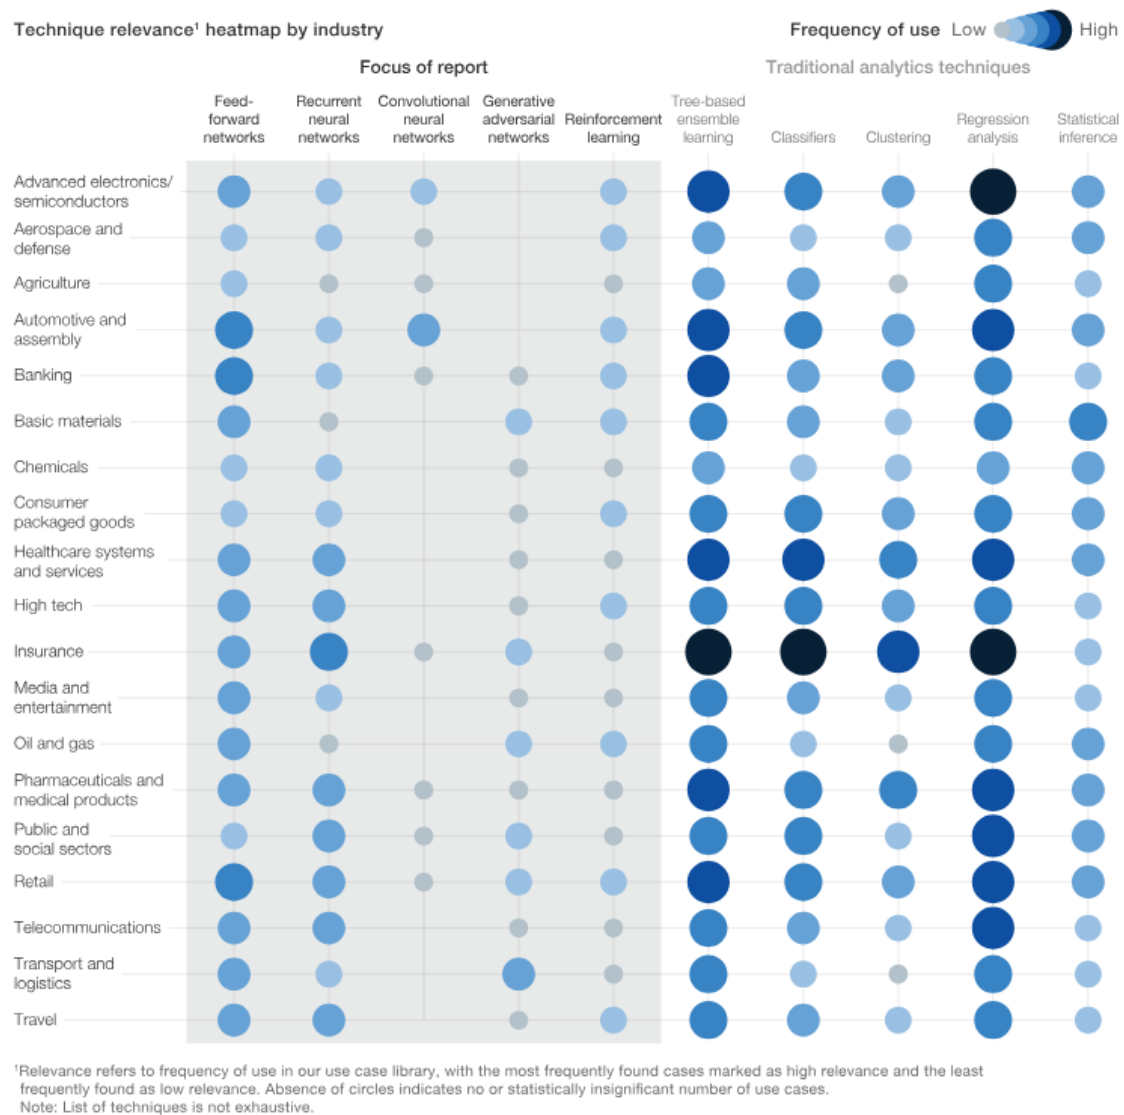 Technique relevance¹ heatmap by industry
Frequency of use Low High
Focus of report
Traditional analytics techniques
Feed-
forward
networks
Recurrent
neural
networks
Convolutional
neural
networks
Generative
adversarial
networks
Reinforcement
learning
Tree-based
ensemble
learning
Classifiers
Clustering
Regression
analysis
Statistical
inference
Advanced electronics/
semiconductors
Aerospace and
defense
Agriculture
Automotive and
assembly
Banking
Basic materials
Chemicals
Consumer
packaged goods
Healthcare systems
and services
High tech
Insurance
Media and
entertainment
Oil and gas
Pharmaceuticals and
medical products
Public and
social sectors
Retail
Telecommunications
Transport and
logistics
Travel
¹Relevance refers to frequency of use in our use case library, with the most frequently found cases marked as high relevance and the least
frequently found as low relevance. Absence of circles indicates no or statistically insignificant number of use cases.
Note: List of techniques is not exhaustive.